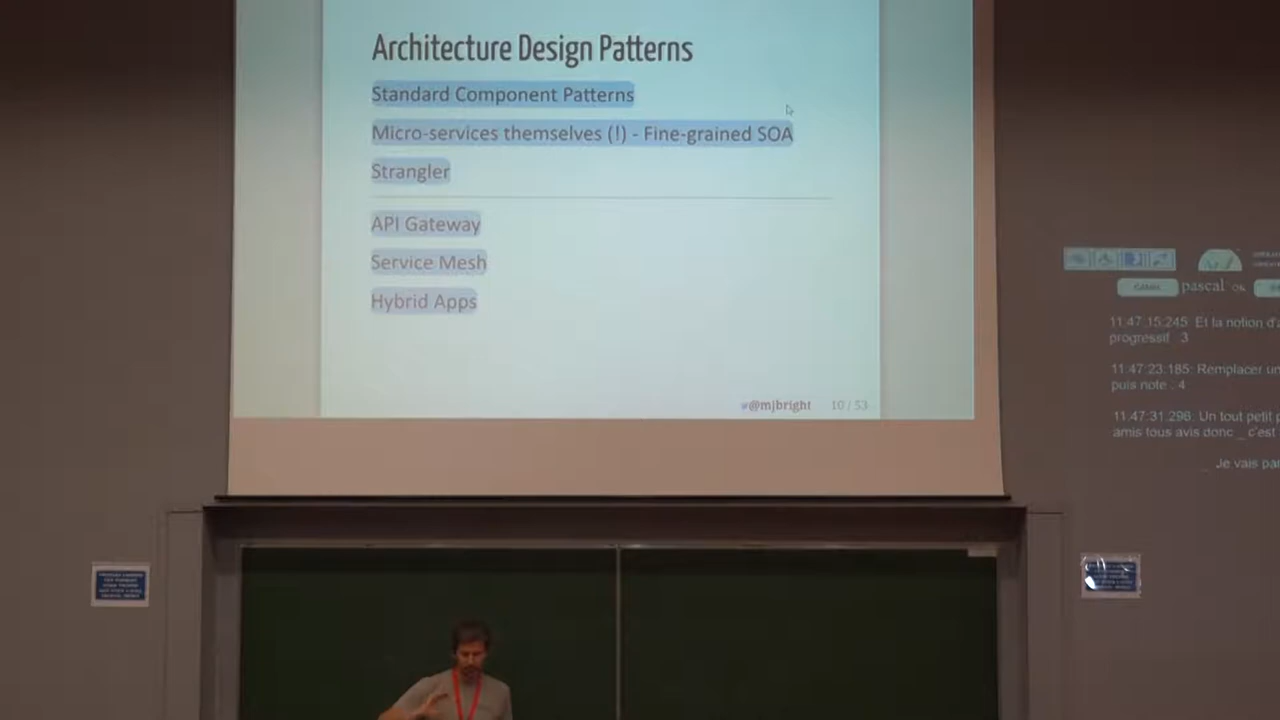 Architecture Design Patterns
Standard Component Patterns
Micro-services themselves (!) - Fine-grained SOA
Strangler
API Gateway
Service Mesh
Hybrid Apps
@mjbright 10 / 53
pascal OK
11:47:15.245 Et la notion d'a
progressif . 3
11:47:23.185: Remplacer un
puis note . 4
11:47:31.296: Un tout petit p
amis tous avis donc _ c'est
_ Je vais par